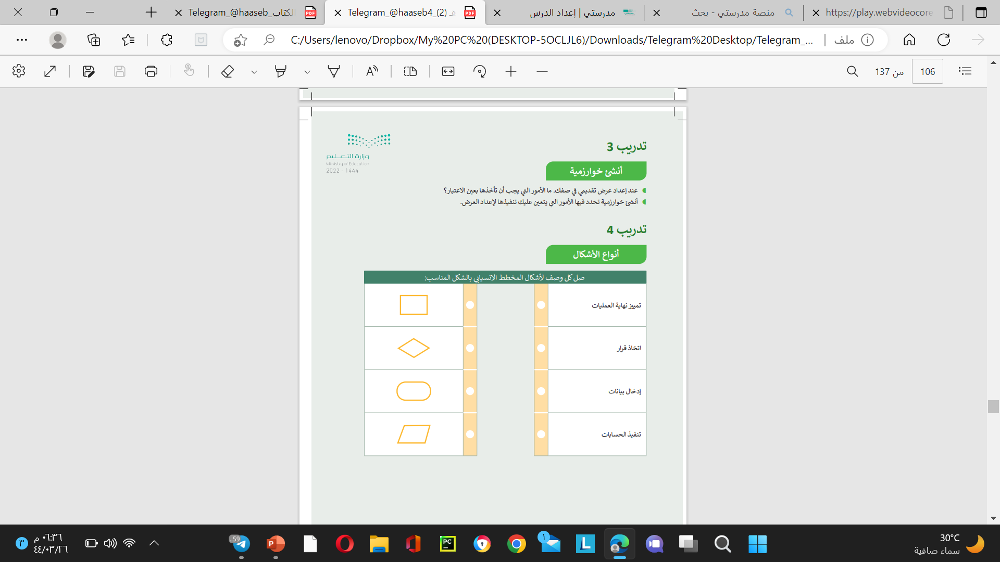 Telegram_@haaseb_الكتاب
Telegram_@haaseb4_(2)
مدرستي | إعداد الدرس
منصة مدرستي - بحث
https://play.webvideocore
C:/Users/lenovo/Dropbox/My%20PC%20(DESKTOP-5OCLJL6)/Downloads/Telegram%20Desktop/Telegram_...
ملف
106
من 137
وزارة التعليم
Ministry of Education
2022 - 1444
تدريب 3
أنشئ خوارزمية
عند إعداد عرض تقديمي في صفك. ما الأمور التي يجب أن تأخذها بعين الاعتبار؟
أنشئ خوارزمية تحدد فيها الأمور التي يتعين عليك تنفيذها لإعداد العرض.
تدريب 4
أنواع الأشكال
صل كل وصف لأشكال المخطط الانسيابي بالشكل المناسب:
تمييز نهاية العمليات
اتخاذ قرار
إدخال بيانات
تنفيذ الحسابات
30°C
سماء صافية
٠٦:٣٦ م
٤٤/٠٣/٢٦
٣
..59
PC
١